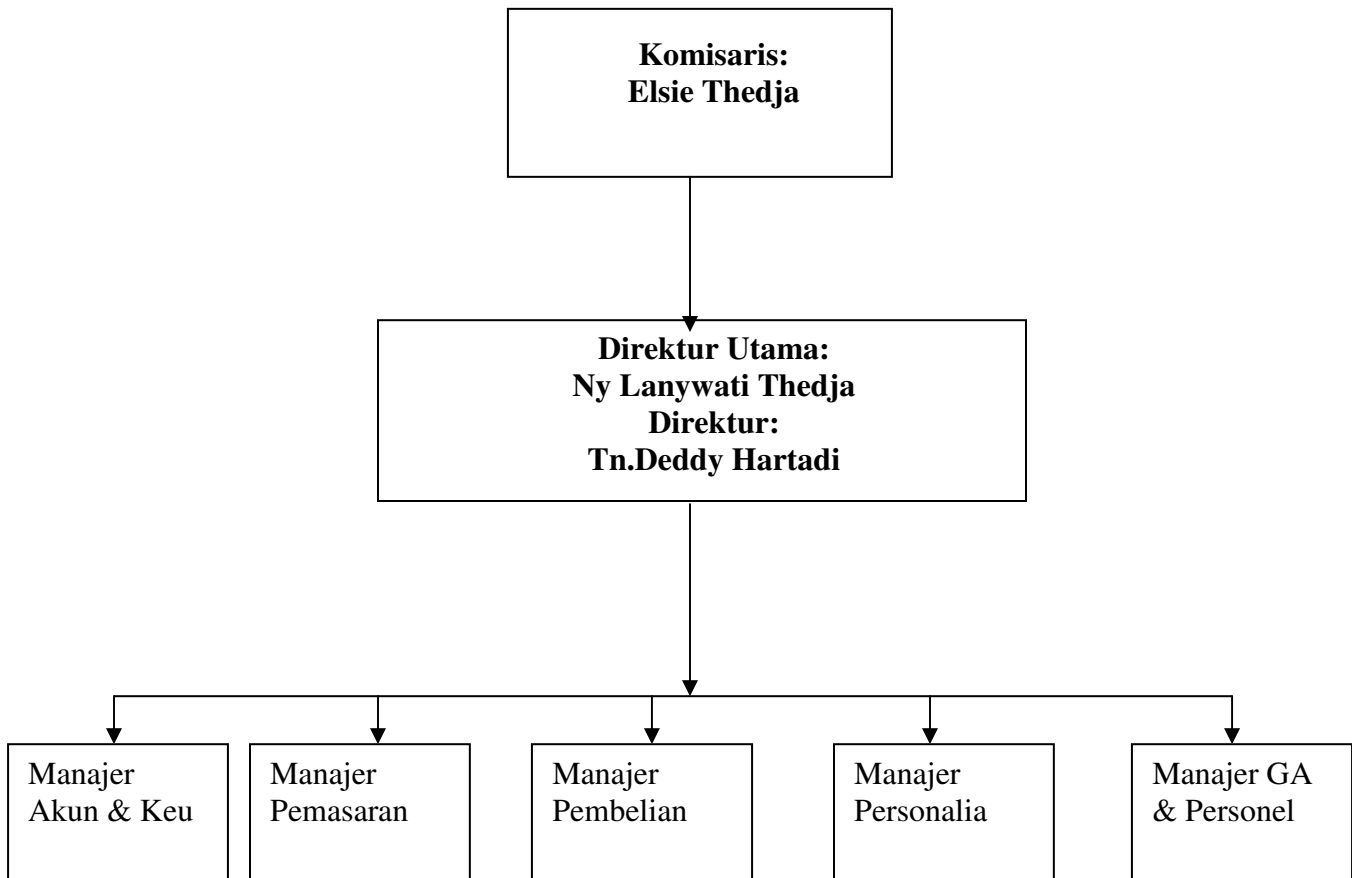 Komisaris:
Elsie Thedja
Direktur Utama:
Ny Lanywati Thedja
Direktur:
Tn.Deddy Hartadi
Manajer
Akun & Keu
Manajer
Pemasaran
Manajer
Pembelian
Manajer
Personalia
Manajer GA
& Personel